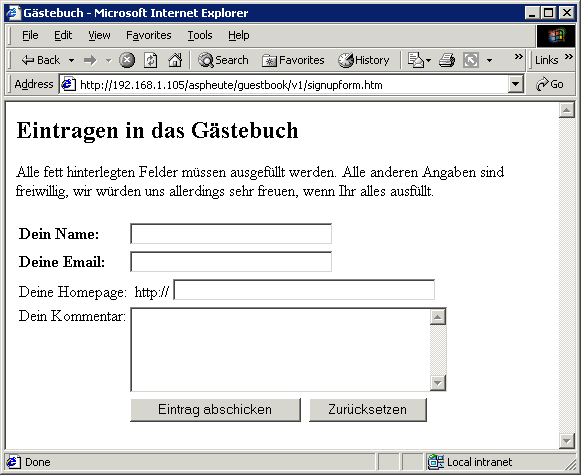 Gästebuch - Microsoft Internet Explorer
File Edit View Favorites Tools Help
Back Search Favorites History » Links »
Address http://192.168.1.105/aspheute/guestbook/v1/signupform.htm Go
Eintragen in das Gästebuch
Alle fett hinterlegten Felder müssen ausgefüllt werden. Alle anderen Angaben sind
freiwillig, wir würden uns allerdings sehr freuen, wenn Ihr alles ausfüllt.
Dein Name:
Deine Email:
Deine Homepage: http://
Dein Kommentar:
Eintrag abschicken Zurücksetzen
Done Local intranet